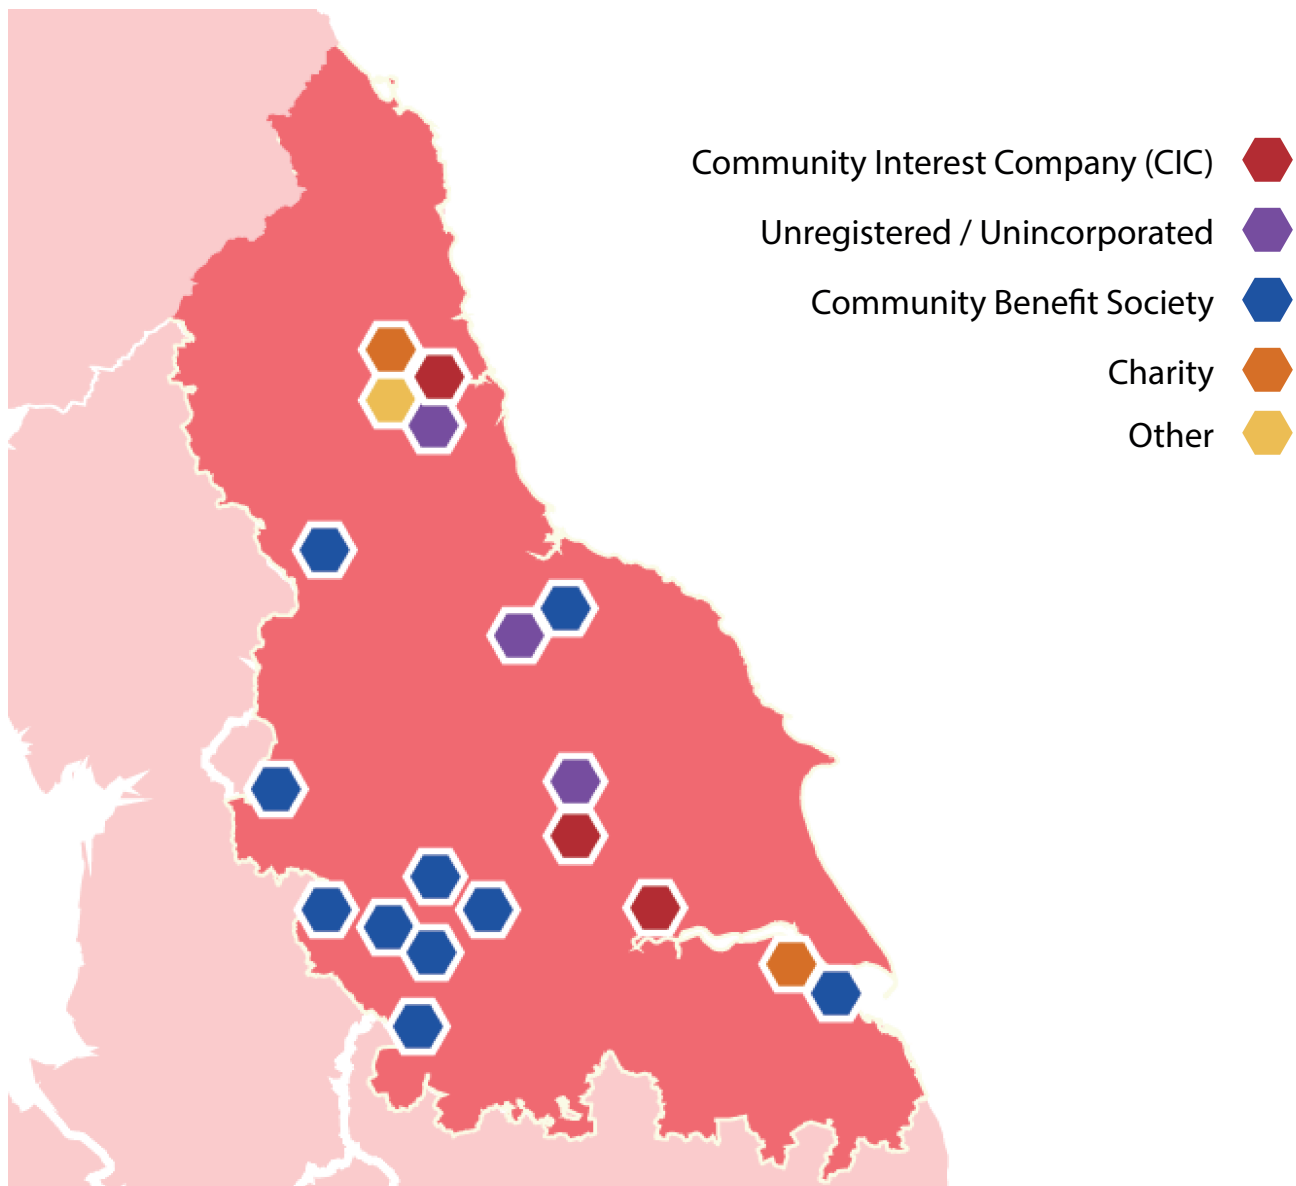 Community Interest Company (CIC)
Unregistered / Unincorporated
Community Benefit Society
Charity
Other